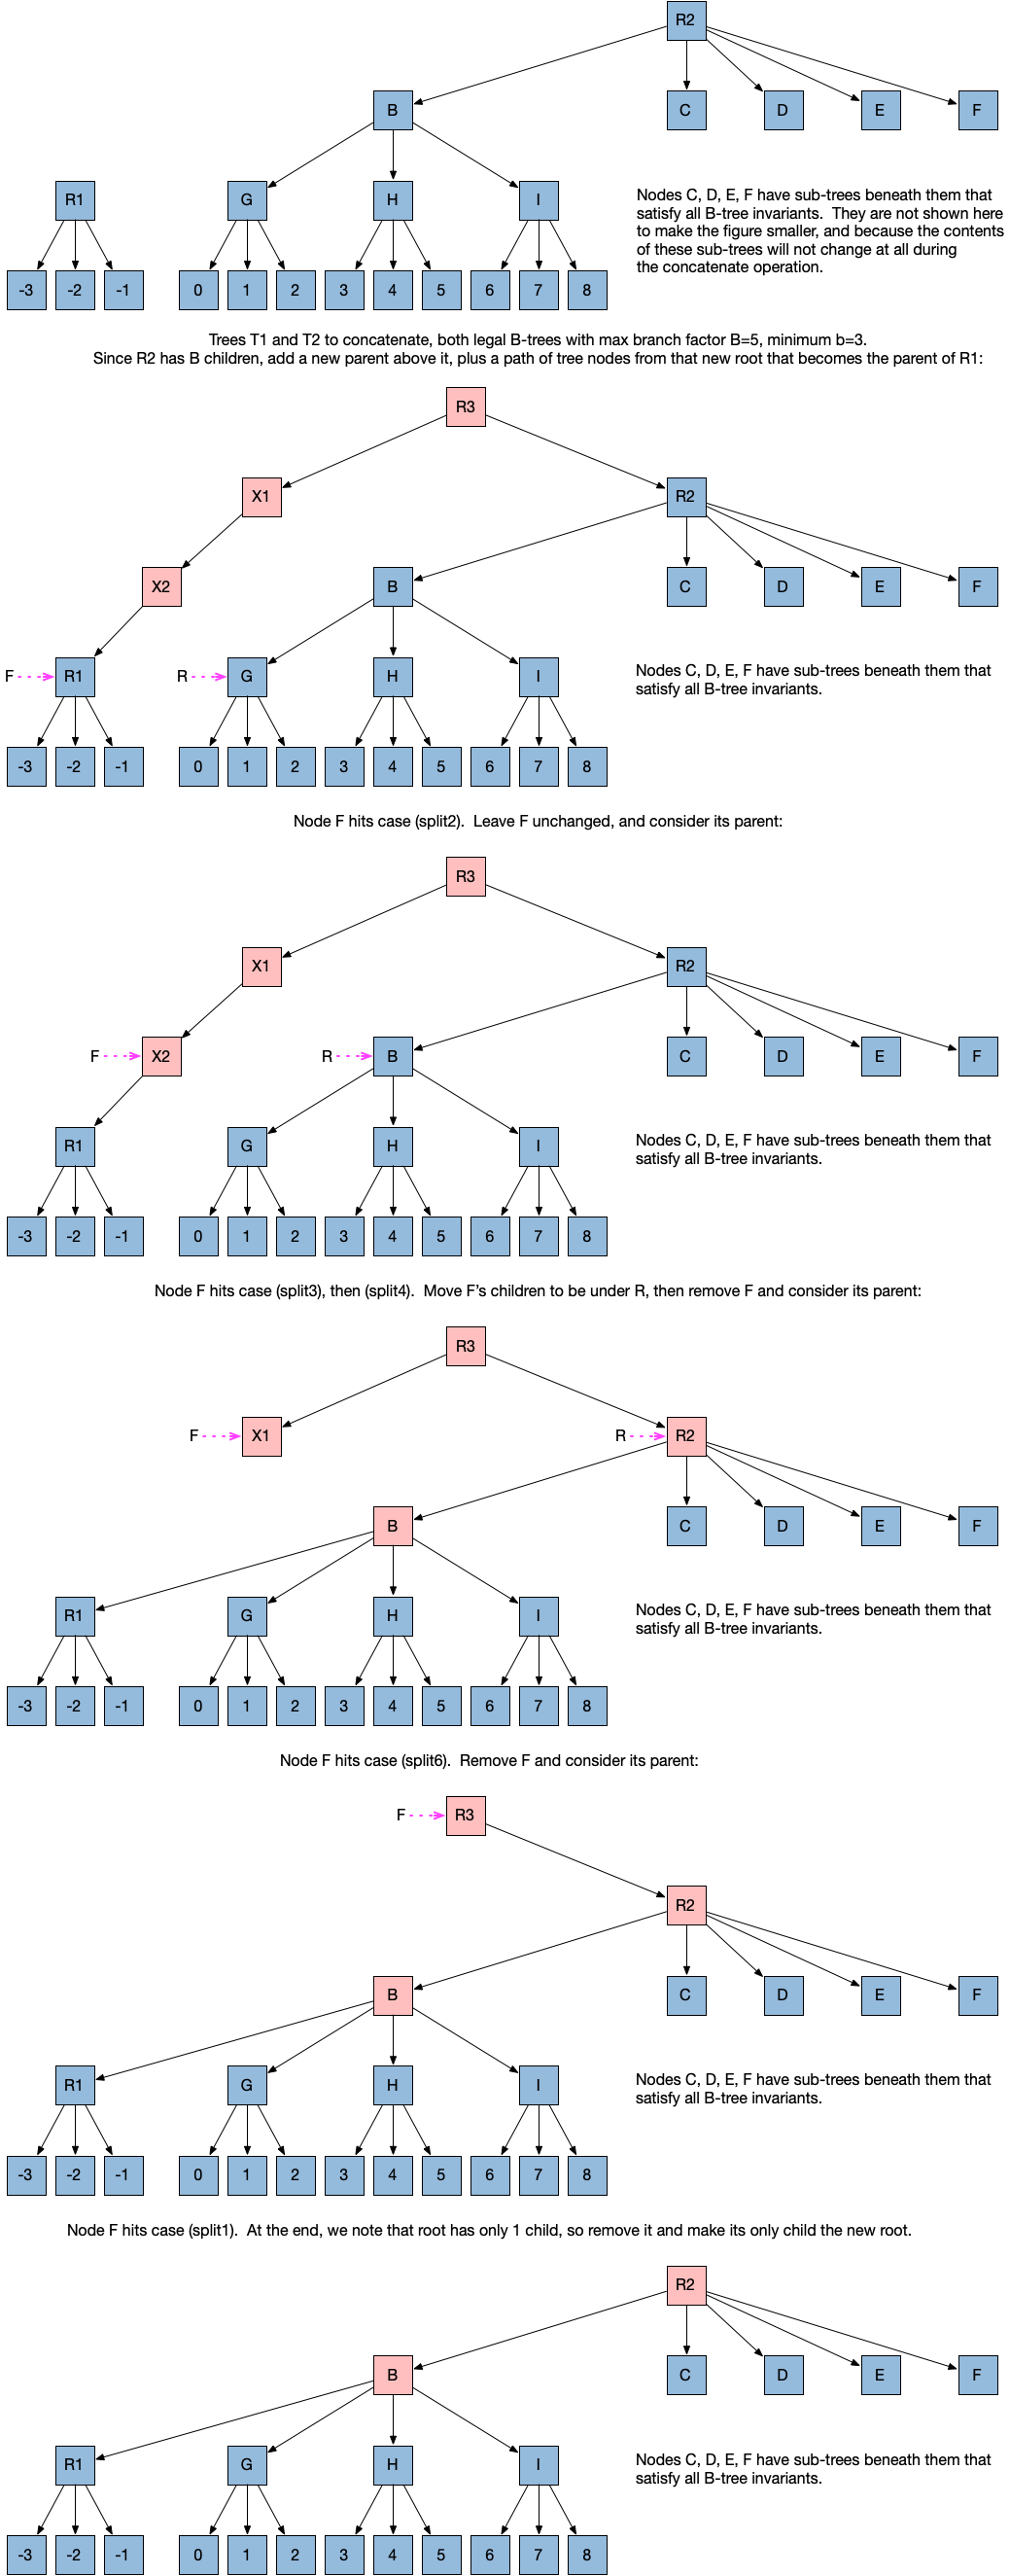 R2
B
C
D
E
F
R1
G
H
I
Nodes C, D, E, F have sub-trees beneath them that
satisfy all B-tree invariants. They are not shown here
to make the figure smaller, and because the contents
of these sub-trees will not change at all during
the concatenate operation.
-3 -2 -1 0 1 2 3 4 5 6 7 8
Trees T1 and T2 to concatenate, both legal B-trees with max branch factor B=5, minimum b=3.
Since R2 has B children, add a new parent above it, plus a path of tree nodes from that new root that becomes the parent of R1:
R3
X1 R2
X2 B C D E F
F R1 R G H I
Nodes C, D, E, F have sub-trees beneath them that
satisfy all B-tree invariants.
-3 -2 -1 0 1 2 3 4 5 6 7 8
Node F hits case (split2). Leave F unchanged, and consider its parent:
R3
X1 R2
F X2 R B C D E F
R1 G H I
Nodes C, D, E, F have sub-trees beneath them that
satisfy all B-tree invariants.
-3 -2 -1 0 1 2 3 4 5 6 7 8
Node F hits case (split3), then (split4). Move F's children to be under R, then remove F and consider its parent:
R3
F X1 R R2
B C D E F
R1 G H I
Nodes C, D, E, F have sub-trees beneath them that
satisfy all B-tree invariants.
-3 -2 -1 0 1 2 3 4 5 6 7 8
Node F hits case (split6). Remove F and consider its parent:
F R3
R2
B C D E F
R1 G H I
Nodes C, D, E, F have sub-trees beneath them that
satisfy all B-tree invariants.
-3 -2 -1 0 1 2 3 4 5 6 7 8
Node F hits case (split1). At the end, we note that root has only 1 child, so remove it and make its only child the new root.
R2
B C D E F
R1 G H I
Nodes C, D, E, F have sub-trees beneath them that
satisfy all B-tree invariants.
-3 -2 -1 0 1 2 3 4 5 6 7 8